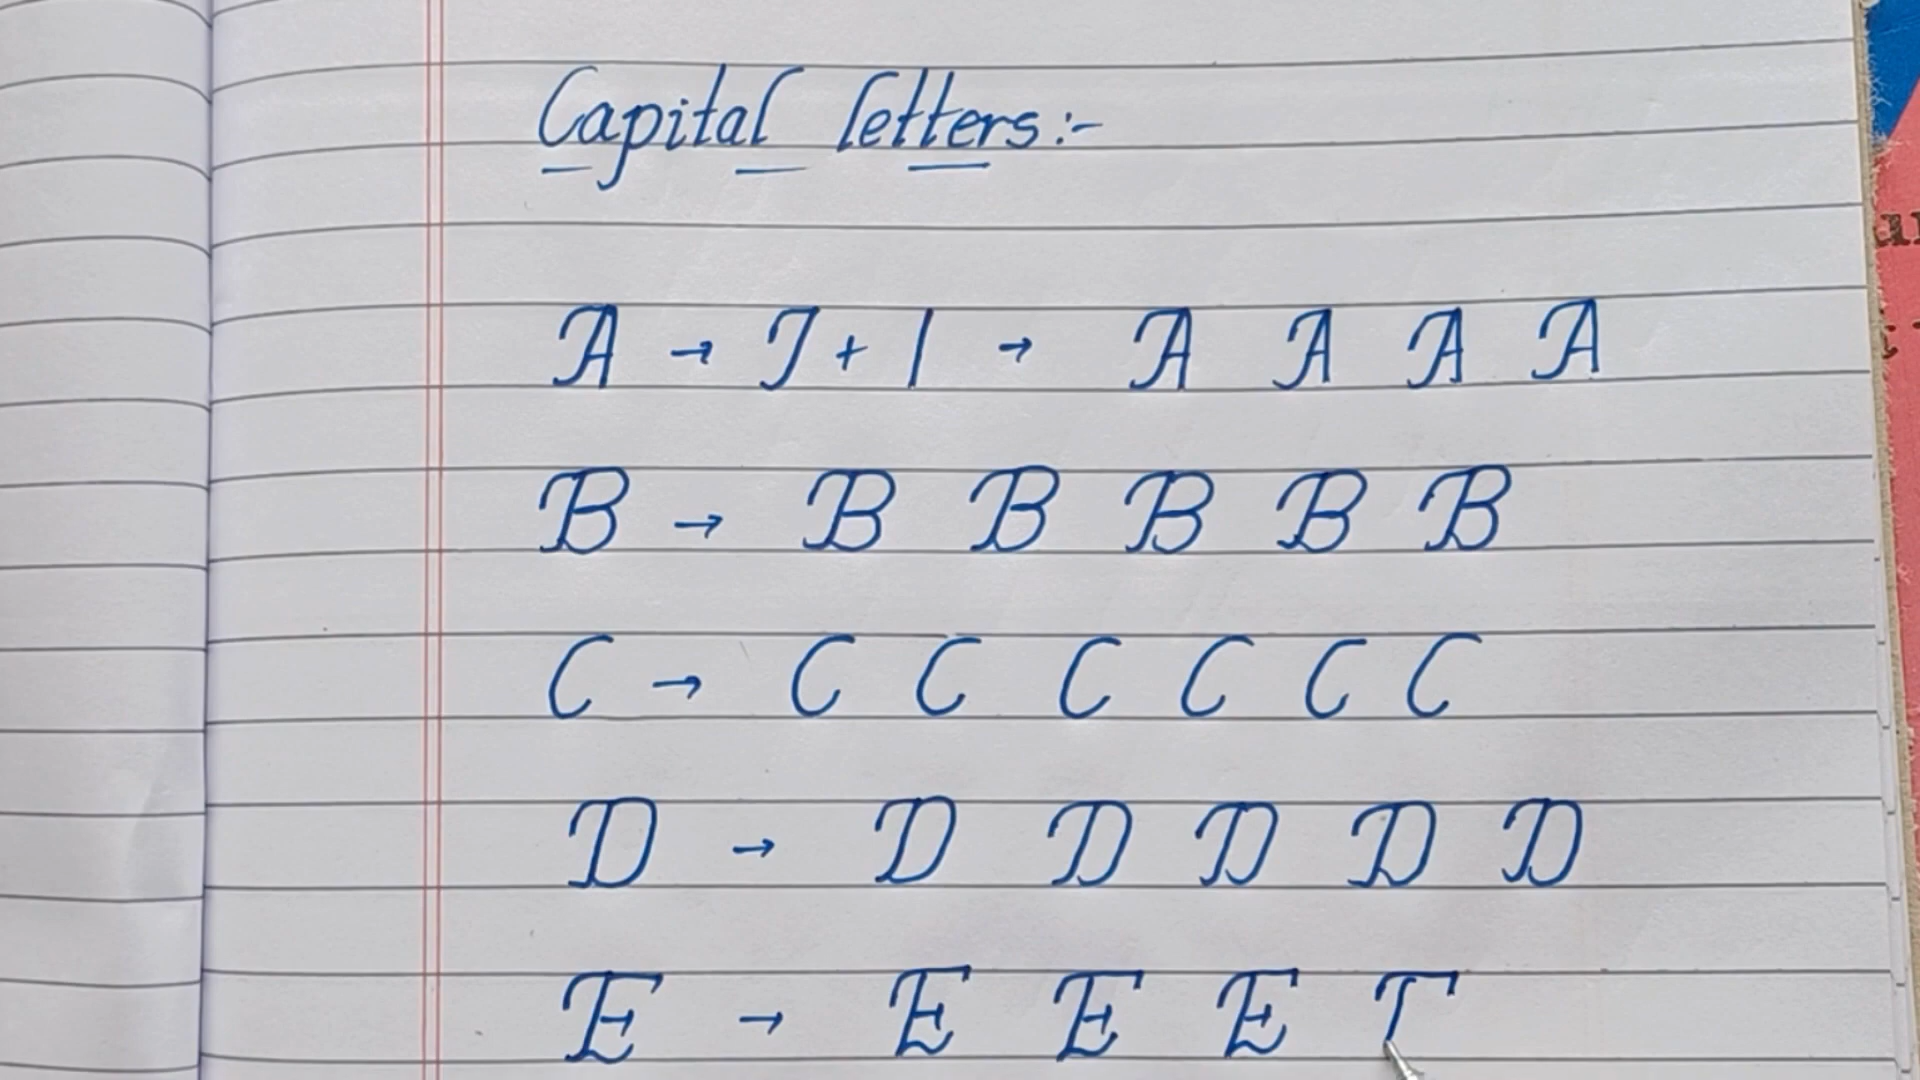 Capital letters:-
A → J + | → A A A A
B → B B B B B
C → C C C C C C
D → D D D D D
E → E E E